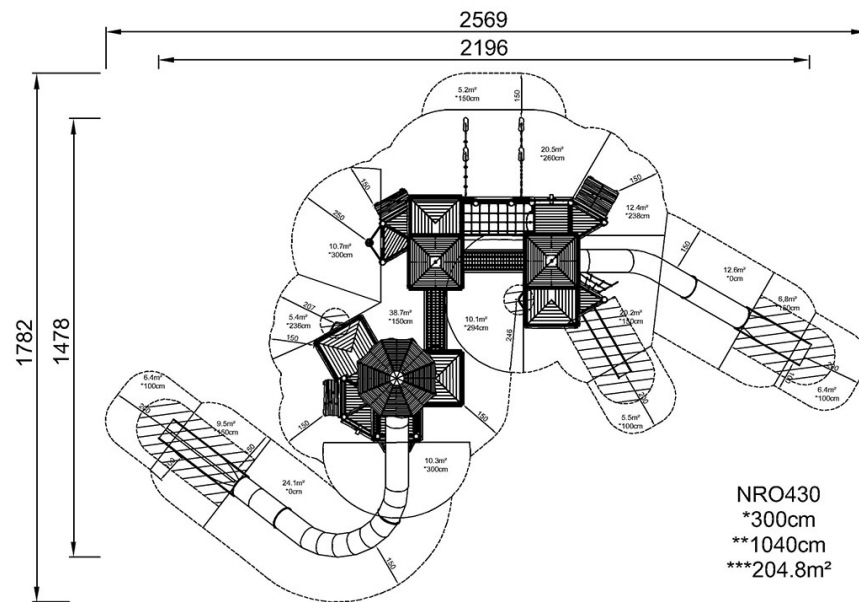 2569
2196
1782
1478
5.2m²
*150cm
150
20.5m²
*260cm
150
150
250
12.4m²
*238cm
10.7m²
*300cm
150
12.6m²
*0cm
6.8m²
*150cm
207
5.4m²
*236cm
150
38.7m²
*150cm
10.1m²
*294cm
246
20.2m²
*150cm
6.4m²
*100cm
5.5m²
*100cm
6.4m²
*100cm
9.5m²
*150cm
150
150
24.1m²
*0cm
10.3m²
*300cm
150
150
NRO430
*300cm
**1040cm
***204.8m²